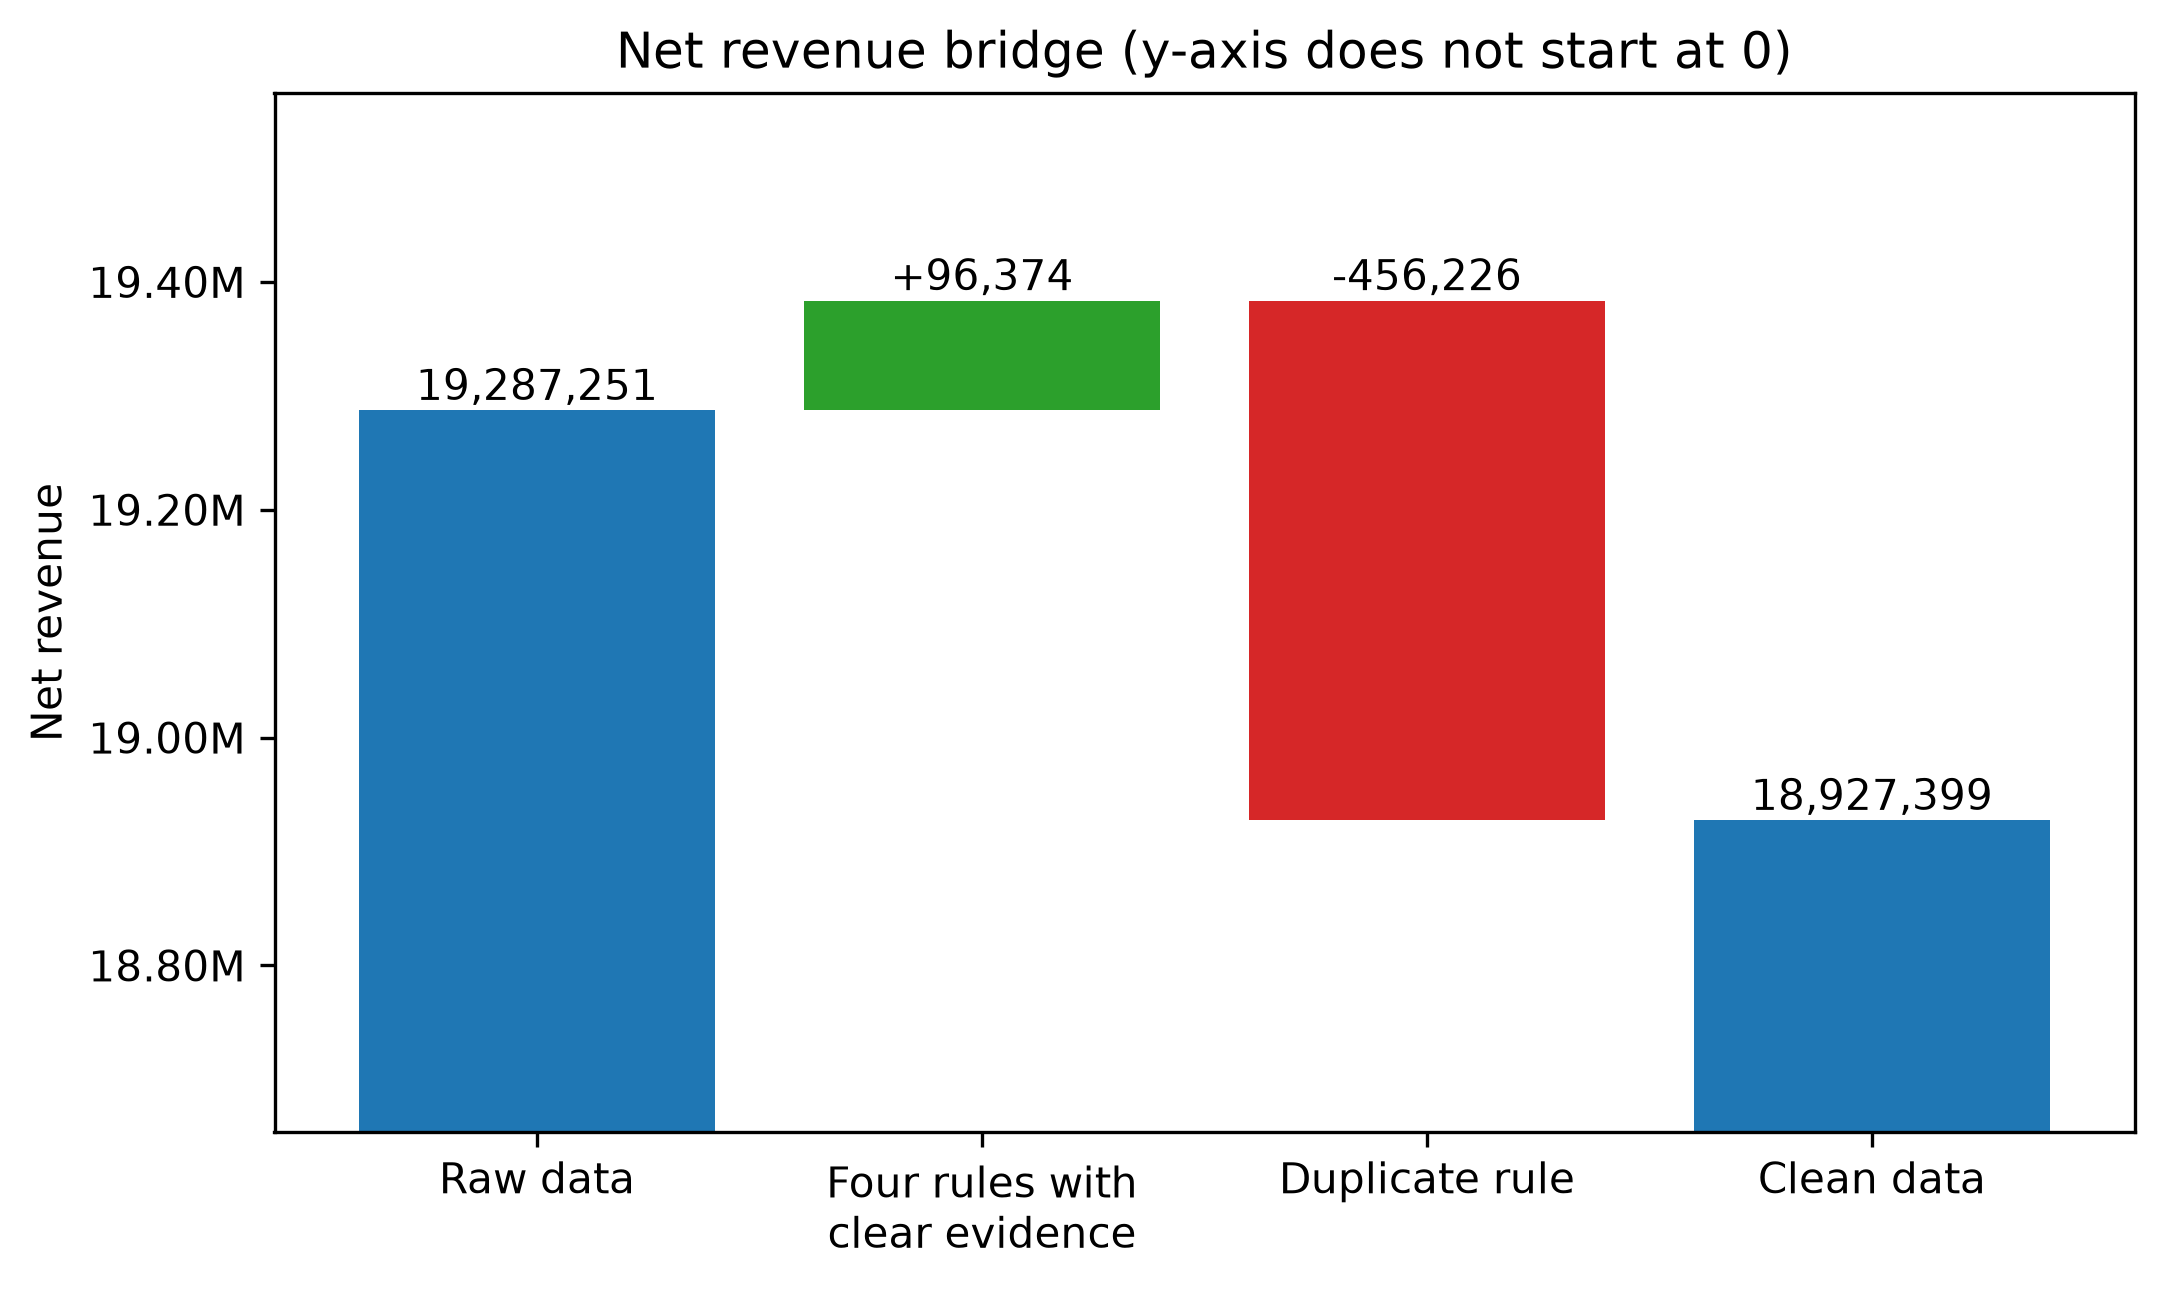 Net revenue bridge (y-axis does not start at 0)
Net revenue
19.40M
19.20M
19.00M
18.80M
19,287,251
+96,374
-456,226
18,927,399
Raw data
Four rules with
clear evidence
Duplicate rule
Clean data